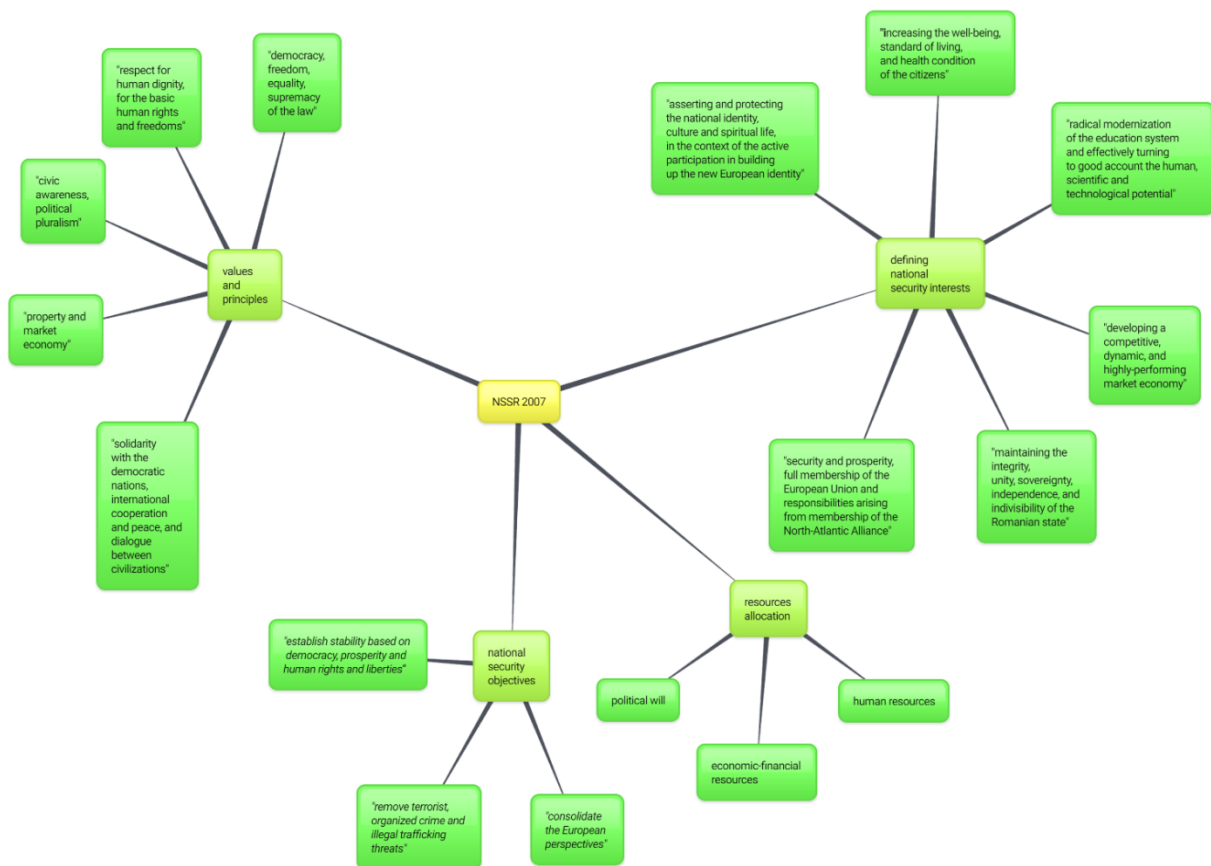 "democracy,
freedom,
equality,
supremacy
of the law"
"respect for
human dignity,
for the basic
human rights
and freedoms"
"civic
awareness,
political
pluralism"
values
and
principles
"property and
market
economy"
"solidarity
with the
democratic
nations,
international
cooperation
and peace, and
dialogue
between
civilizations"
"increasing the well-being,
standard of living,
and health condition
of the citizens"
"asserting and protecting
the national identity,
culture and spiritual life,
in the context of the active
participation in building
up the new European identity"
"radical modernization
of the education system
and effectively turning
to good account the human,
scientific and
technological potential"
defining
national
security interests
"developing a
competitive,
dynamic, and
highly-performing
market economy"
"security and prosperity,
full membership of the
European Union and
responsibilities arising
from membership of the
North-Atlantic Alliance"
"maintaining the
integrity,
unity, sovereignty,
independence, and
indivisibility of the
Romanian state"
NSSR 2007
national
security
objectives
"establish stability based on
democracy, prosperity and
human rights and liberties"
"remove terrorist,
organized crime and
illegal trafficking
threats"
"consolidate
the European
perspectives"
resources
allocation
political will
economic-financial
resources
human resources